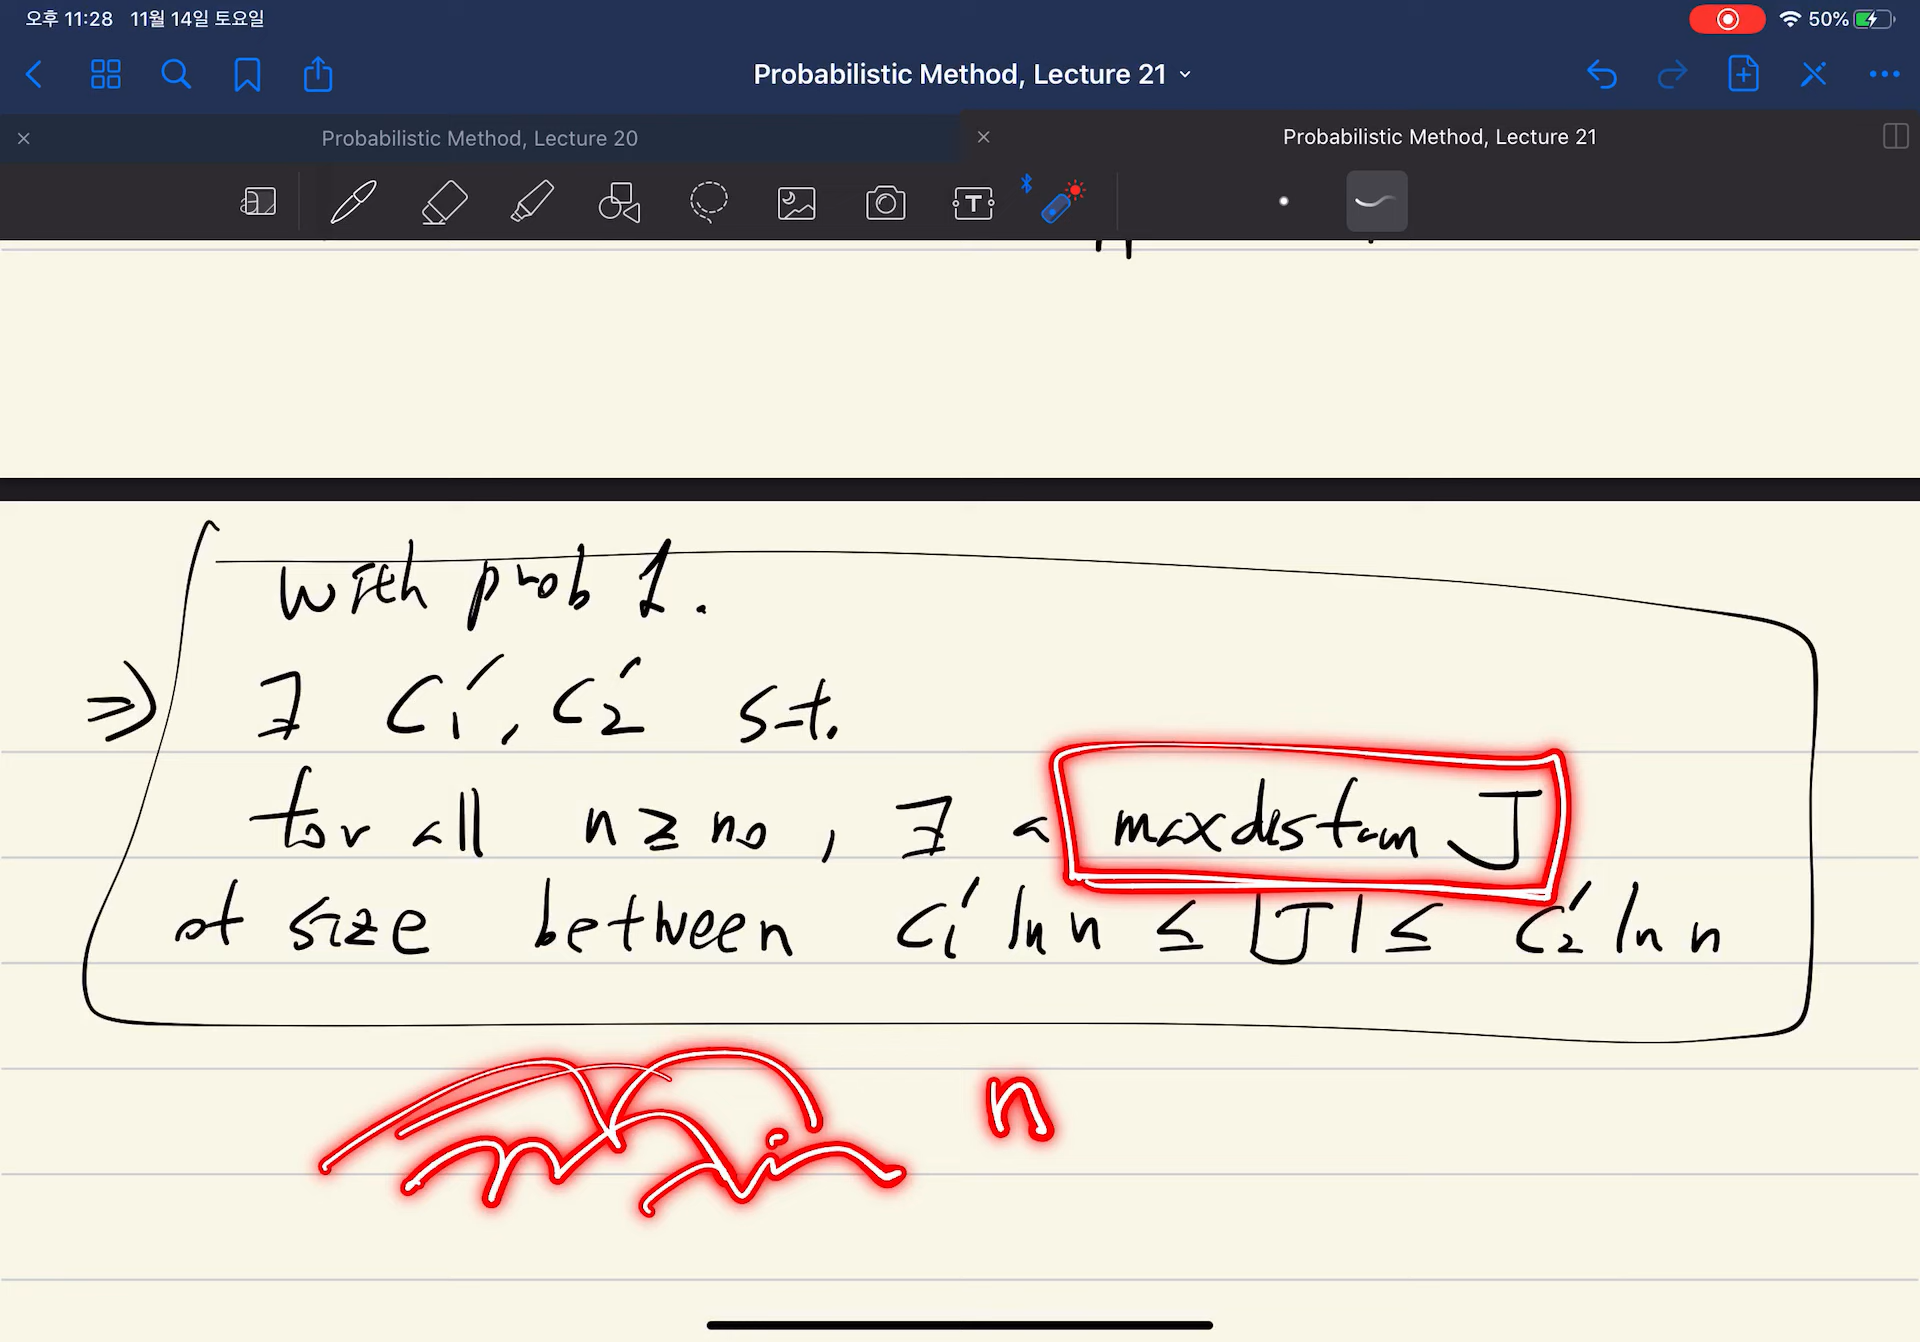 오후 11:28 11월 14일 토요일 50%
Probabilistic Method, Lecture 21
Probabilistic Method, Lecture 20 Probabilistic Method, Lecture 21
T
with prob 1.
⇒ ∃ C₁′, C₂′ s.t.
for all n ≥ n₀, ∃ a maxdisfam J
of size between C₁′ ln n ≤ |J| ≤ C₂′ ln n
n